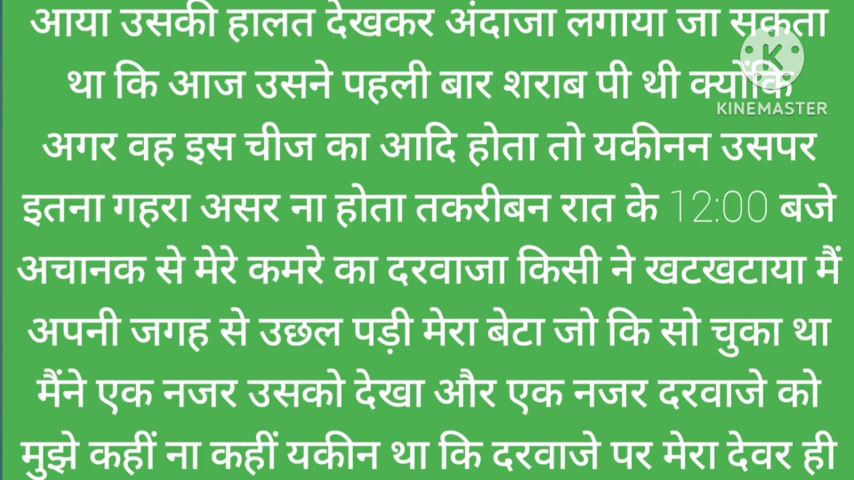 आया उसकी हालत देखकर अंदाजा लगाया जा सकता
था कि आज उसने पहली बार शराब पी थी क्योंकि
KINEMASTER
अगर वह इस चीज का आदि होता तो यकीनन उसपर
इतना गहरा असर ना होता तकरीबन रात के 12:00 बजे
अचानक से मेरे कमरे का दरवाजा किसी ने खटखटाया मैं
अपनी जगह से उछल पड़ी मेरा बेटा जो कि सो चुका था
मैंने एक नजर उसको देखा और एक नजर दरवाजे को
मुझे कहीं ना कहीं यकीन था कि दरवाजे पर मेरा देवर ही